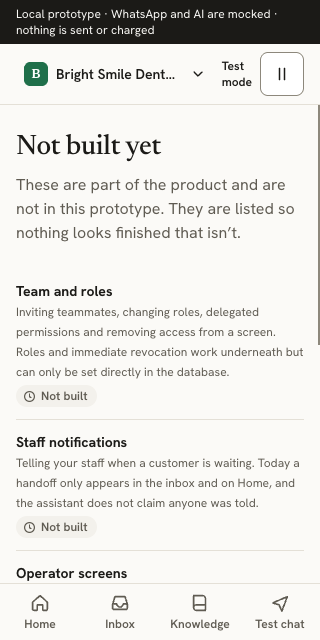 Local prototype · WhatsApp and AI are mocked ·
nothing is sent or charged
B
Bright Smile Dent…
Test
mode
Not built yet
These are part of the product and are
not in this prototype. They are listed so
nothing looks finished that isn’t.
Team and roles
Inviting teammates, changing roles, delegated
permissions and removing access from a screen.
Roles and immediate revocation work underneath but
can only be set directly in the database.
Not built
Staff notifications
Telling your staff when a customer is waiting. Today a
handoff only appears in the inbox and on Home, and
the assistant does not claim anyone was told.
Not built
Operator screens
Home
Inbox
Knowledge
Test chat